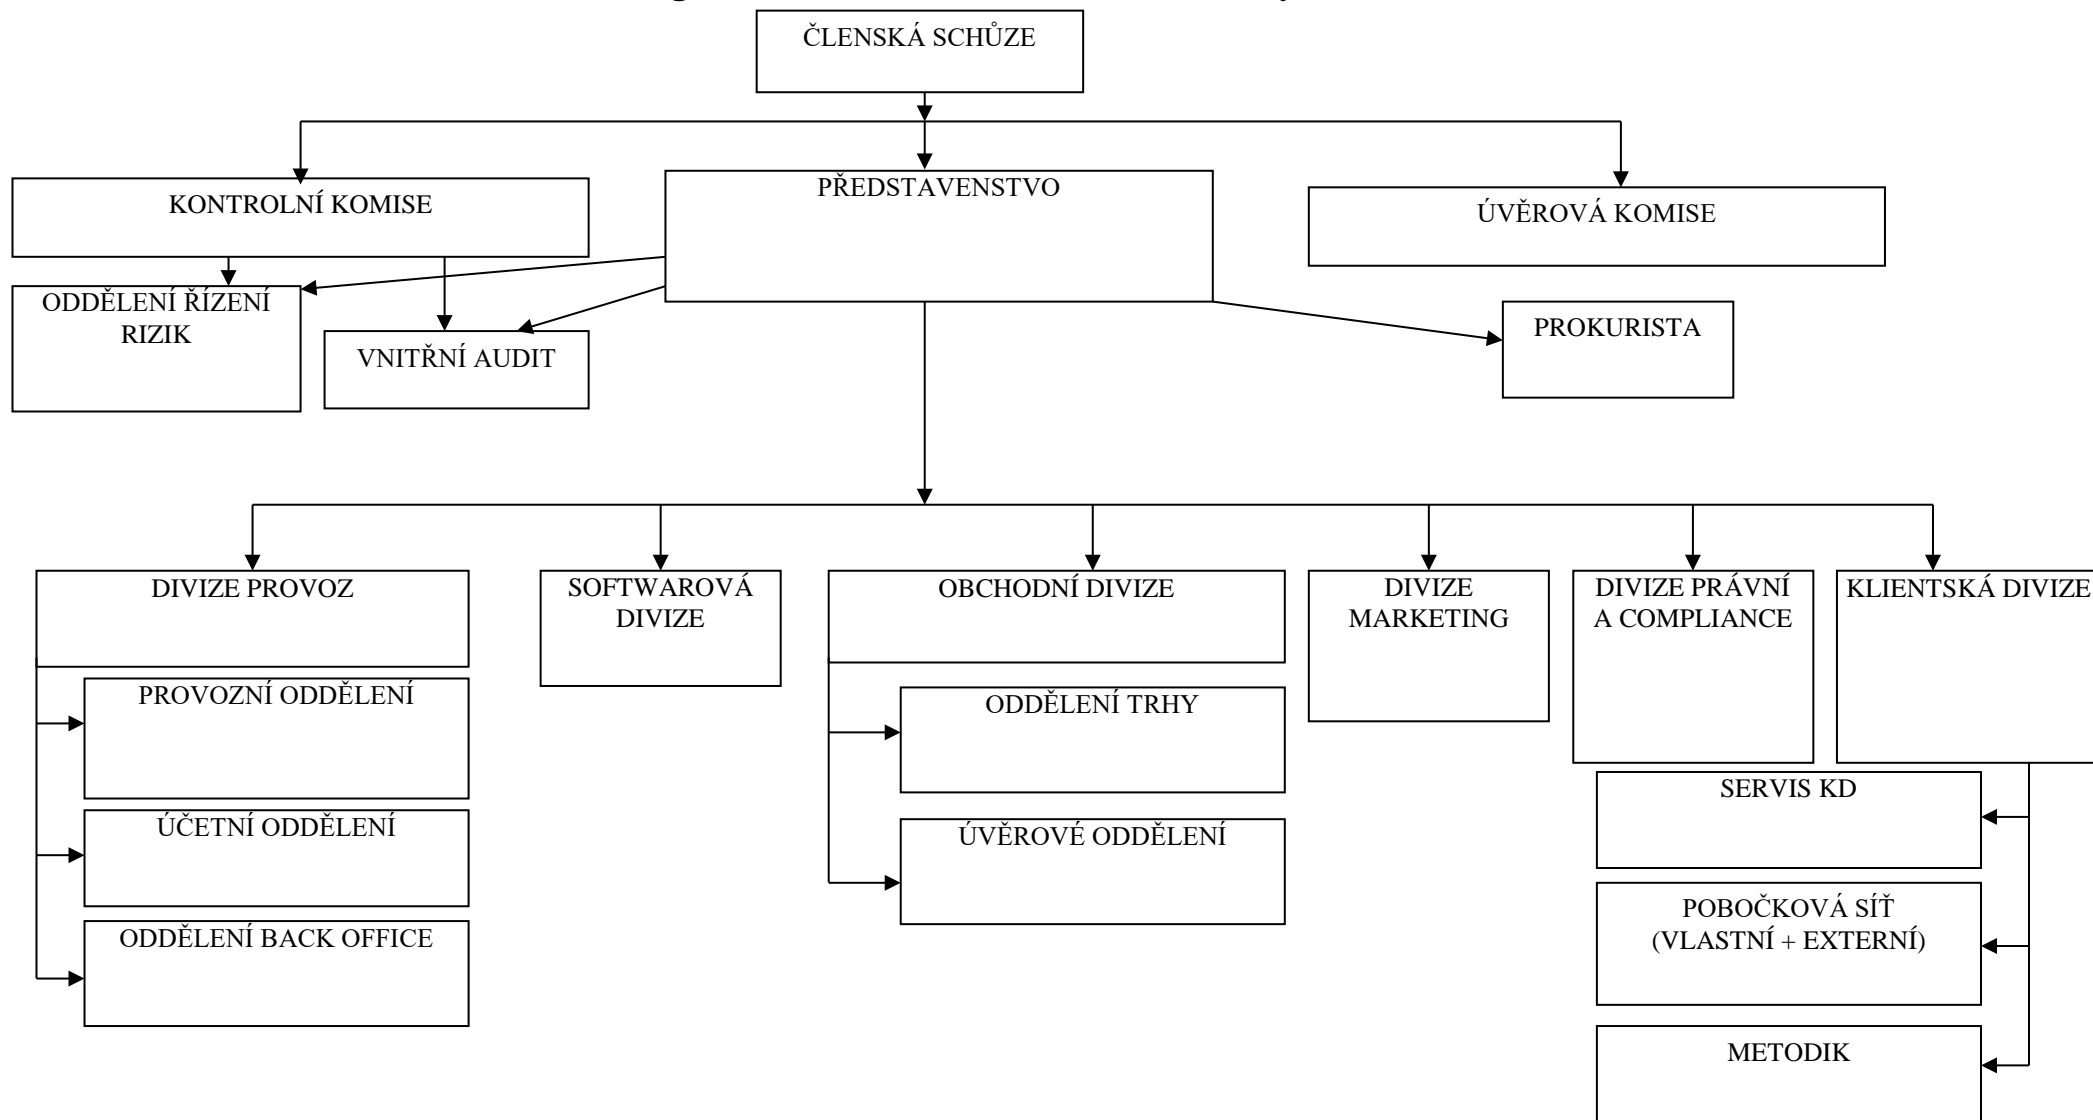 ČLENSKÁ SCHŮZE
KONTROLNÍ KOMISE
PŘEDSTAVENSTVO
ÚVĚROVÁ KOMISE
ODDĚLENÍ ŘÍZENÍ
RIZIK
VNITŘNÍ AUDIT
PROKURISTA
DIVIZE PROVOZ
SOFTWAROVÁ
DIVIZE
OBCHODNÍ DIVIZE
DIVIZE
MARKETING
DIVIZE PRÁVNÍ
A COMPLIANCE
KLIENTSKÁ DIVIZE
PROVOZNÍ ODDĚLENÍ
ÚČETNÍ ODDĚLENÍ
ODDĚLENÍ BACK OFFICE
ODDĚLENÍ TRHY
ÚVĚROVÉ ODDĚLENÍ
SERVIS KD
POBOČKOVÁ SÍŤ
(VLASTNÍ + EXTERNÍ)
METODIK